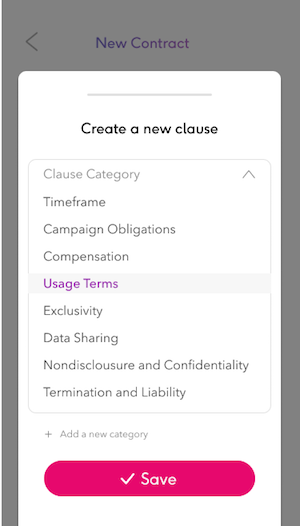 New Contract
Create a new clause
Clause Category
Timeframe
Campaign Obligations
Compensation
Usage Terms
Exclusivity
Data Sharing
Nondisclousure and Confidentiality
Termination and Liability
+ Add a new category
Save